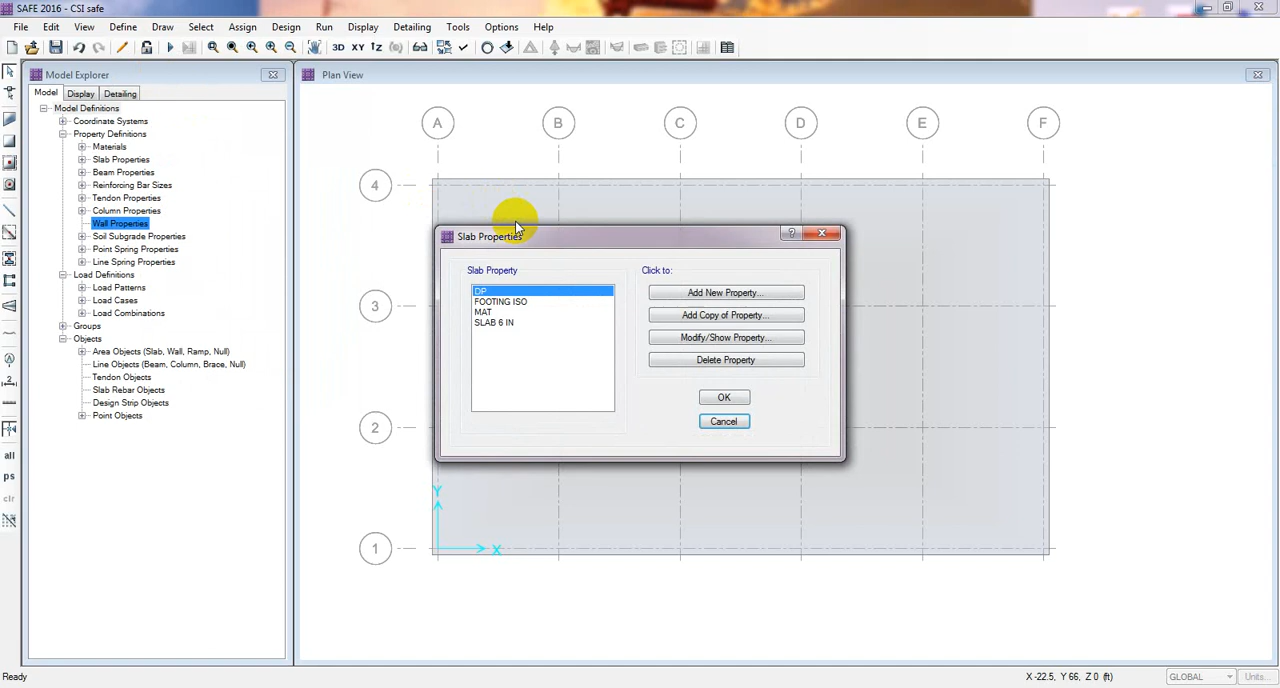 SAFE 2016 - CSI safe
File Edit View Define Draw Select Assign Design Run Display Detailing Tools Options Help
3D XY
Model Explorer
Plan View
Model Display Detailing
Model Definitions
Coordinate Systems
Property Definitions
Materials
Slab Properties
Beam Properties
Reinforcing Bar Sizes
Tendon Properties
Column Properties
Wall Properties
Soil Subgrade Properties
Point Spring Properties
Line Spring Properties
Load Definitions
Load Patterns
Load Cases
Load Combinations
Groups
Objects
Area Objects (Slab, Wall, Ramp, Null)
Line Objects (Beam, Column, Brace, Null)
Tendon Objects
Slab Rebar Objects
Design Strip Objects
Point Objects
all
ps
clr
A B C D E F
4
3
2
1
Y
X
Slab Properties
?
Slab Property
DP
FOOTING ISO
MAT
SLAB 6 IN
Click to:
Add New Property...
Add Copy of Property...
Modify/Show Property...
Delete Property
OK
Cancel
Ready
X -22.5, Y 66, Z 0 (ft)
GLOBAL
Units...